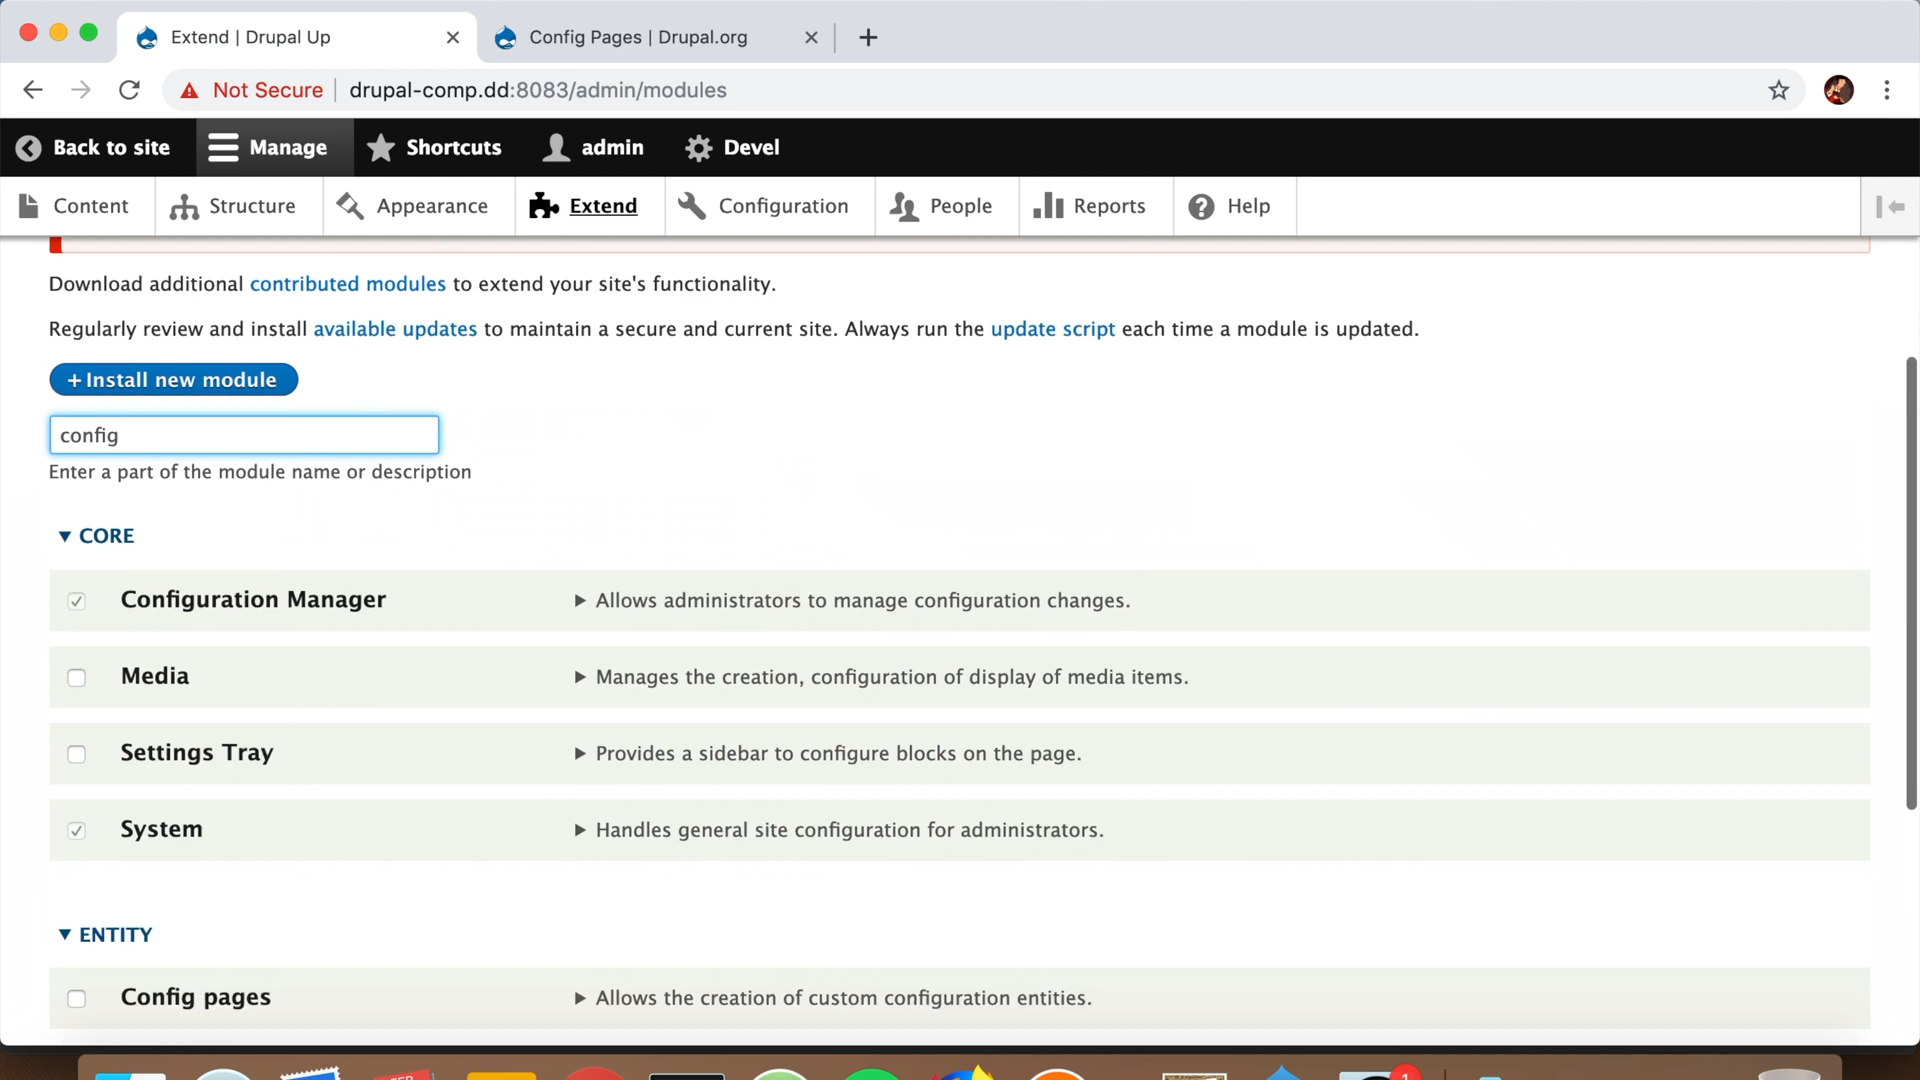 Extend | Drupal Up
Config Pages | Drupal.org
Not Secure
drupal-comp.dd:8083/admin/modules
Back to site
Manage
Shortcuts
admin
Devel
Content
Structure
Appearance
Extend
Configuration
People
Reports
Help
Download additional contributed modules to extend your site's functionality.
Regularly review and install available updates to maintain a secure and current site. Always run the update script each time a module is updated.
+ Install new module
config
Enter a part of the module name or description
▼ CORE
Configuration Manager
▶ Allows administrators to manage configuration changes.
Media
▶ Manages the creation, configuration of display of media items.
Settings Tray
▶ Provides a sidebar to configure blocks on the page.
System
▶ Handles general site configuration for administrators.
▼ ENTITY
Config pages
▶ Allows the creation of custom configuration entities.
1